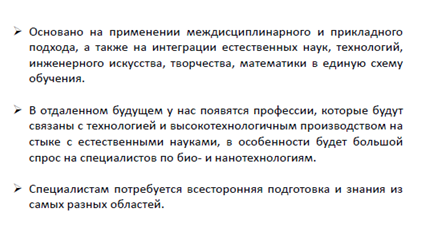 ➢ Основано на применении междисциплинарного и прикладного
подхода, а также на интеграции естественных наук, технологий,
инженерного искусства, творчества, математики в единую схему
обучения.
➢ В отдаленном будущем у нас появятся профессии, которые будут
связаны с технологией и высокотехнологичным производством на
стыке с естественными науками, в особенности будет большой
спрос на специалистов по био- и нанотехнологиям.
➢ Специалистам потребуется всесторонняя подготовка и знания из
самых разных областей.